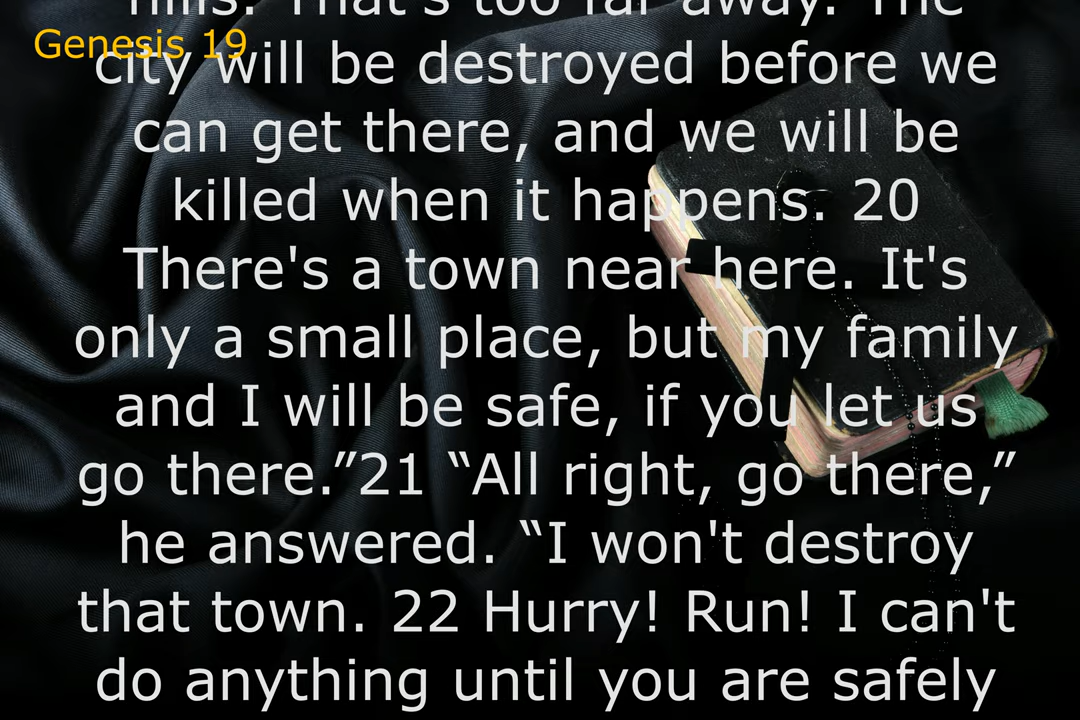 hills. That's too far away. The
Genesis 19
city will be destroyed before we
can get there, and we will be
killed when it happens. 20
There's a town near here. It's
only a small place, but my family
and I will be safe, if you let us
go there.”21 “All right, go there,”
he answered. “I won't destroy
that town. 22 Hurry! Run! I can't
do anything until you are safely